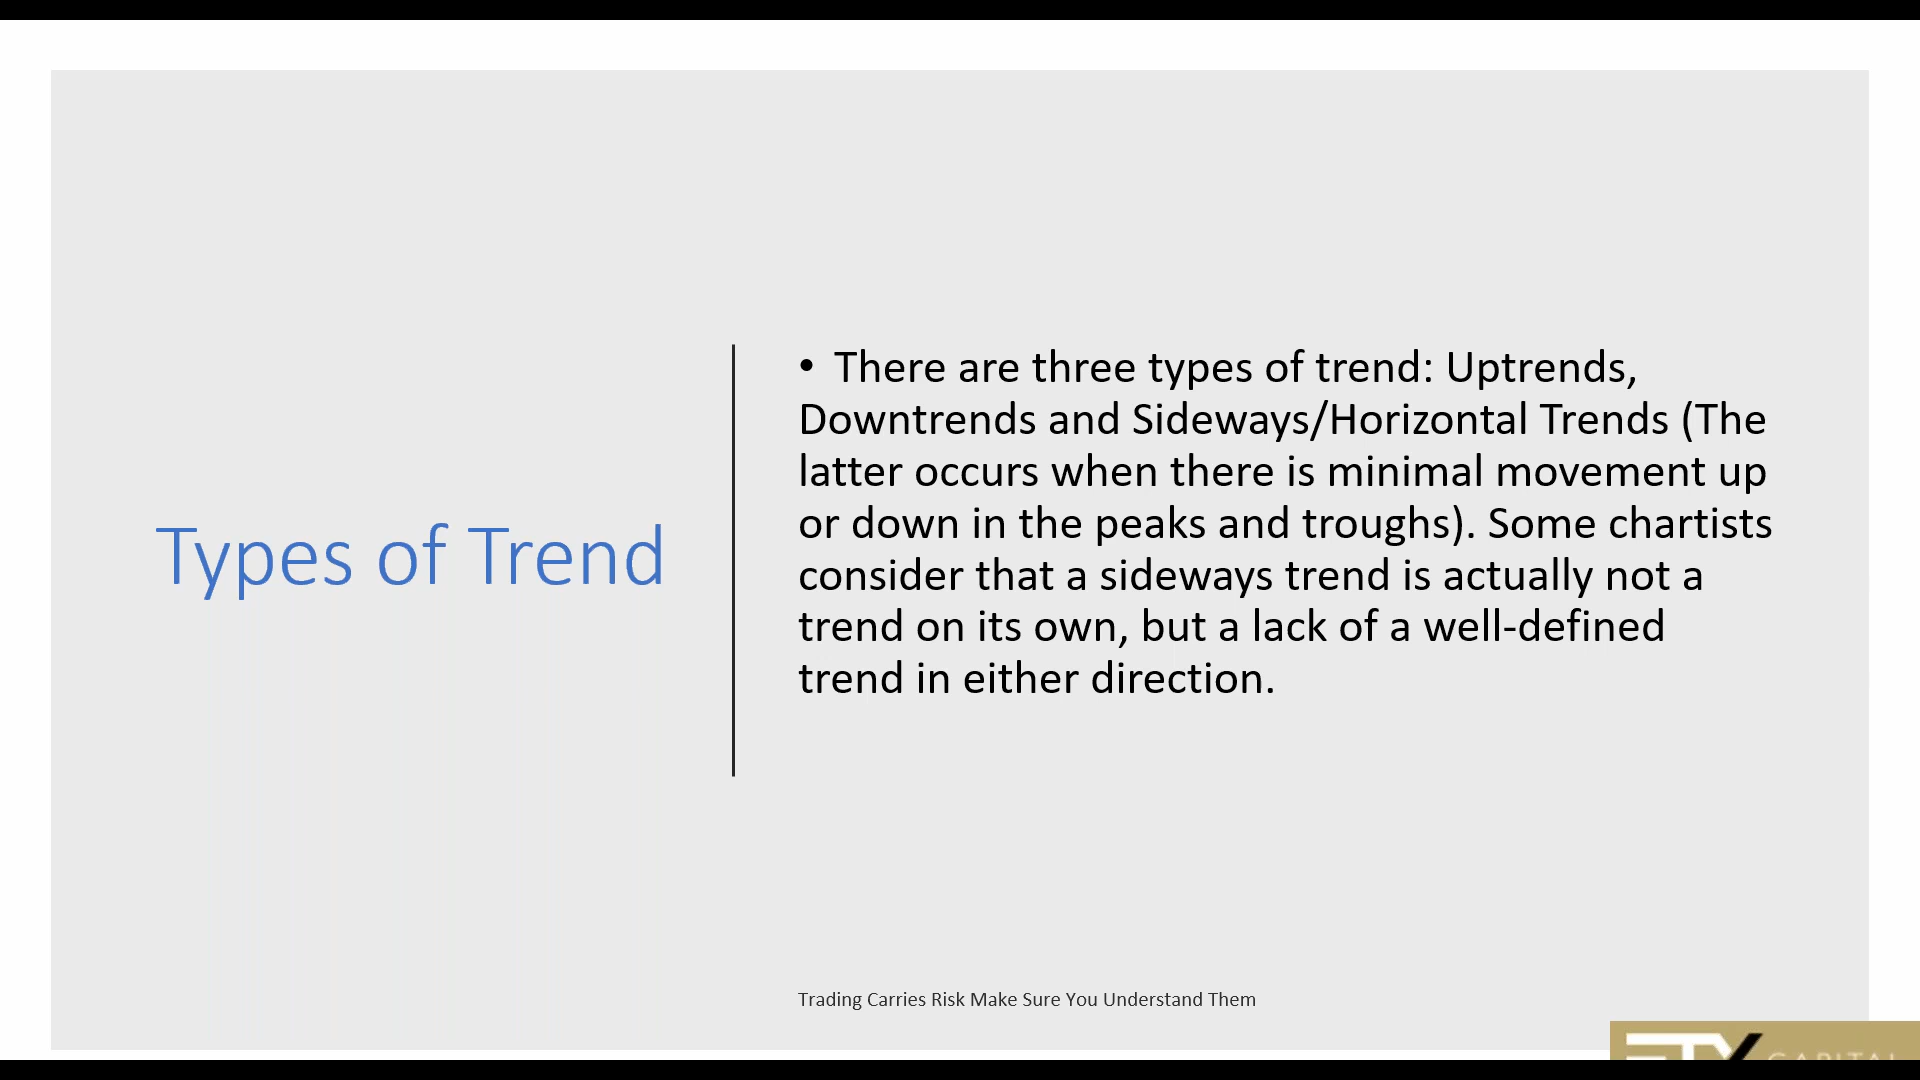 Types of Trend
• There are three types of trend: Uptrends,
Downtrends and Sideways/Horizontal Trends (The
latter occurs when there is minimal movement up
or down in the peaks and troughs). Some chartists
consider that a sideways trend is actually not a
trend on its own, but a lack of a well-defined
trend in either direction.
Trading Carries Risk Make Sure You Understand Them
ETX CAPITAL